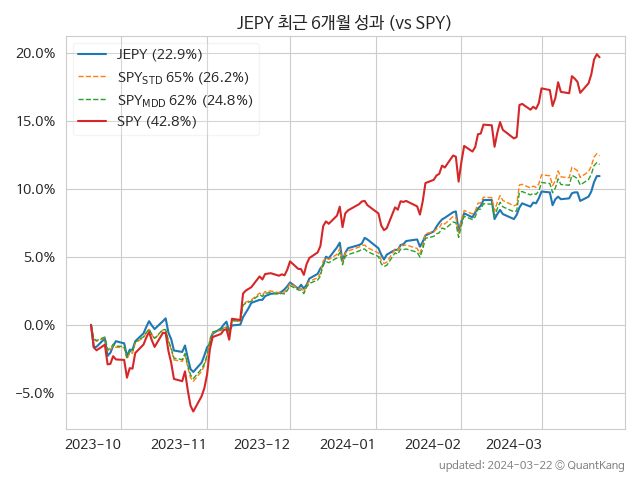 JEPY 최근 6개월 성과 (vs SPY)
20.0%
15.0%
10.0%
5.0%
0.0%
−5.0%
JEPY (22.9%)
SPY_STD 65% (26.2%)
SPY_MDD 62% (24.8%)
SPY (42.8%)
2023-10 2023-11 2023-12 2024-01 2024-02 2024-03
updated: 2024-03-22 © QuantKang